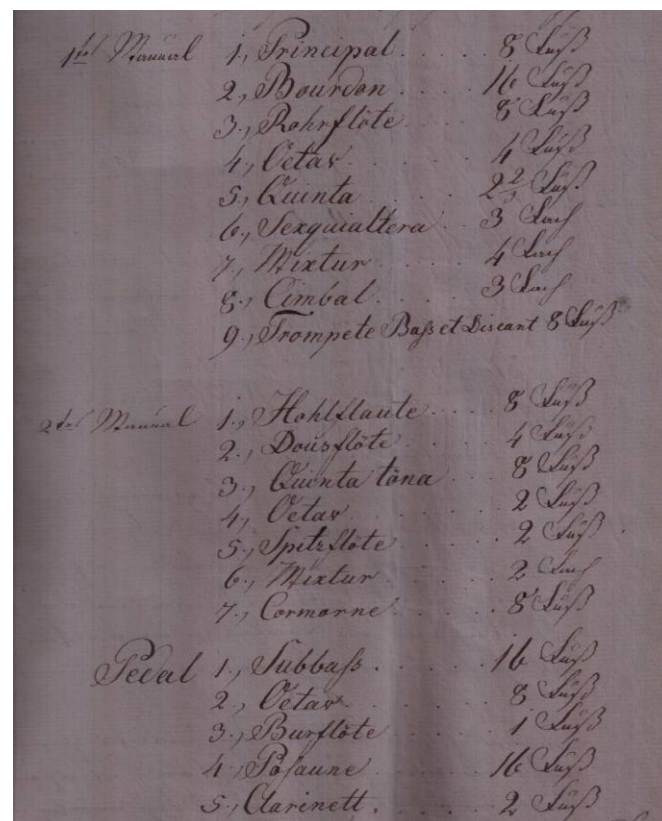 1tes Manual 1., Principal . . . . . 8 Fuß
2., Bourdon . . . . 16 Fuß
3., Rohrflöte . . . . 8 Fuß
4., Octav . . . . . 4 Fuß
5., Quinta . . . . 2 2/3 Fuß
6., Sexquialtera . . 3 Fach
7., Mixtur . . . . . 4 Fach
8., Cimbal . . . . . 3 Fach
9., Trompete Baß et Discant 8 Fuß
2tes Manual 1., Hohlflaute . . . . 8 Fuß
2., Dousflöte . . . . 4 Fuß
3., Quinta töna . . . 8 Fuß
4., Octav . . . . . 2 Fuß
5., Spitzflöte . . . . 2 Fuß
6., Mixtur . . . . . 2 Fach
7., Cormorne . . . . 8 Fuß
Pedal 1., Subbaß . . . . . 16 Fuß
2., Octav . . . . . 8 Fuß
3., Burflöte . . . . 1 Fuß
4., Posaune . . . . 16 Fuß
5., Clarinett . . . . 2 Fuß